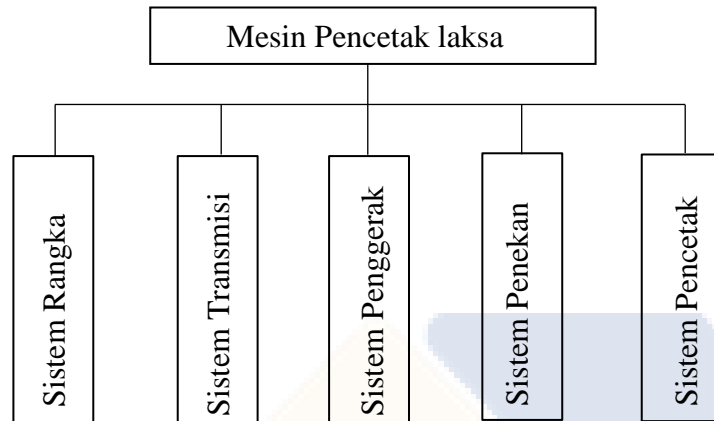 Mesin Pencetak laksa
Sistem Rangka
Sistem Transmisi
Sistem Penggerak
Sistem Penekan
Sistem Pencetak